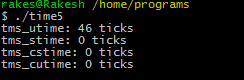 rakes@Rakesh /home/programs
$ ./time5
tms_utime: 46 ticks
tms_stime: 0 ticks
tms_cstime: 0 ticks
tms_cutime: 0 ticks